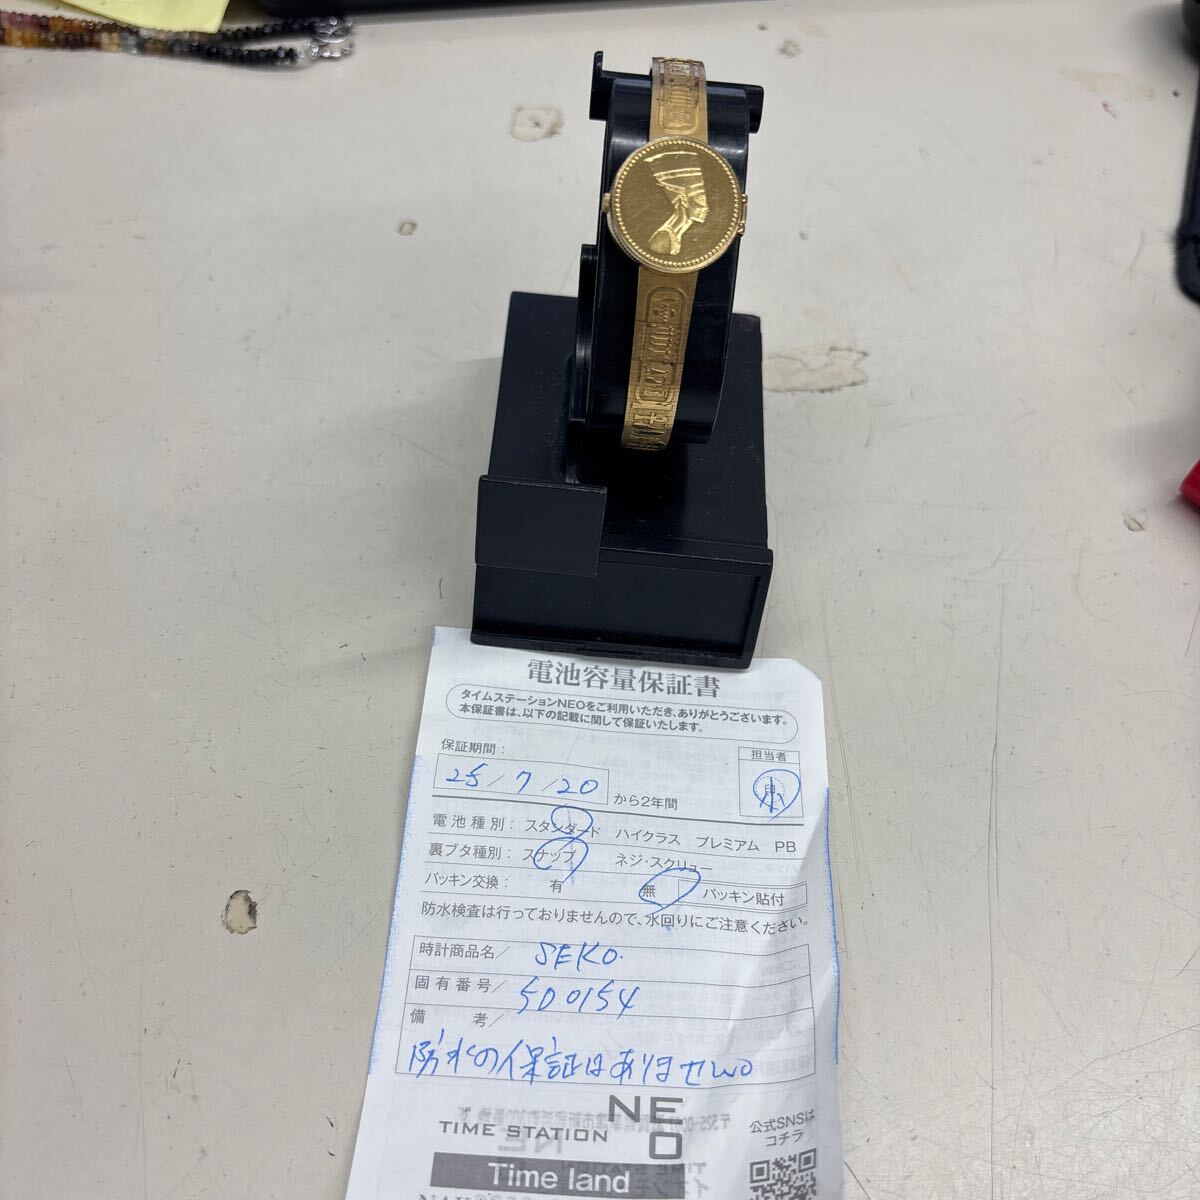 電池容量保証書
タイムステーションNEOをご利用いただき、ありがとうございます。
本保証書は、以下の記載に関して保証いたします。
保証期間:
担当者
25/7/20 から2年間
印
小
電池種別: スタンダード ハイクラス プレミアム PB
裏ブタ種別: スナップ ネジ・スクリュー
パッキン交換: 有 無 パッキン貼付
防水検査は行っておりませんので、水回りにご注意ください。
時計商品名/ SEKO.
固有番号/ 5D0154
備考/
防水の保証はありません
TIME STATION NEO
公式SNSは
コチラ
Time land